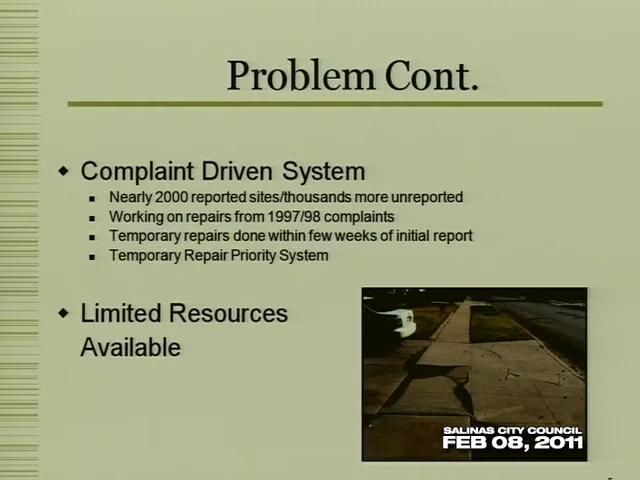 Problem Cont.
Complaint Driven System
Nearly 2000 reported sites/thousands more unreported
Working on repairs from 1997/98 complaints
Temporary repairs done within few weeks of initial report
Temporary Repair Priority System
Limited Resources
Available
SALINAS CITY COUNCIL
FEB 08, 2011